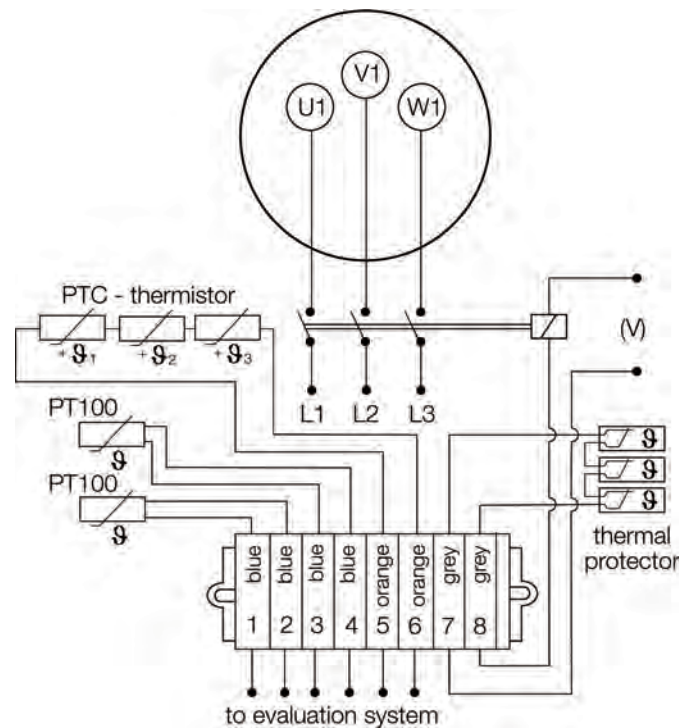 V1
U1 W1
PTC - thermistor
+ϑ1 +ϑ2 +ϑ3
(V)
L1 L2 L3
PT100
ϑ
PT100
ϑ
ϑ
ϑ
ϑ
thermal
protector
blue blue blue blue orange orange grey grey
1 2 3 4 5 6 7 8
to evaluation system